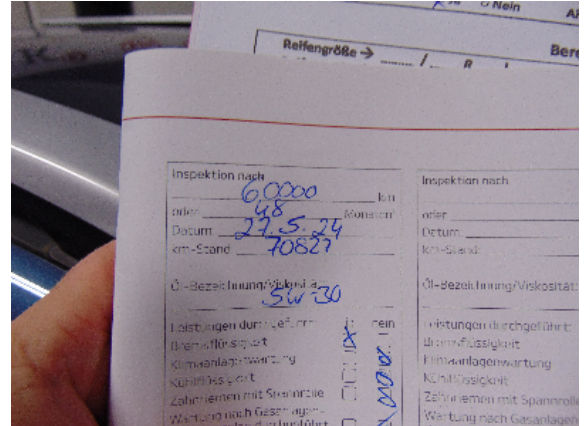 Nein
Reifengröße → ........ / .... R
Inspektion nach
60000 km
oder 48 Monaten
Datum 27.5.24
km-Stand 70827
Öl-Bezeichnung/Viskosität
5W-30
Leistungen durchgeführt: ja nein
Bremsflüssigkeit x
Klimaanlagenwartung
Kühlflüssigkeit
Zahnriemen mit Spannrolle
Wartung nach Gasanlagen-
Inspektion nach
oder
Datum:
km-Stand:
Öl-Bezeichnung/Viskosität:
Leistungen durchgeführt:
Bremsflüssigkeit
Klimaanlagenwartung
Kühlflüssigkeit
Zahnriemen mit Spannrolle
Wartung nach Gasanlagen